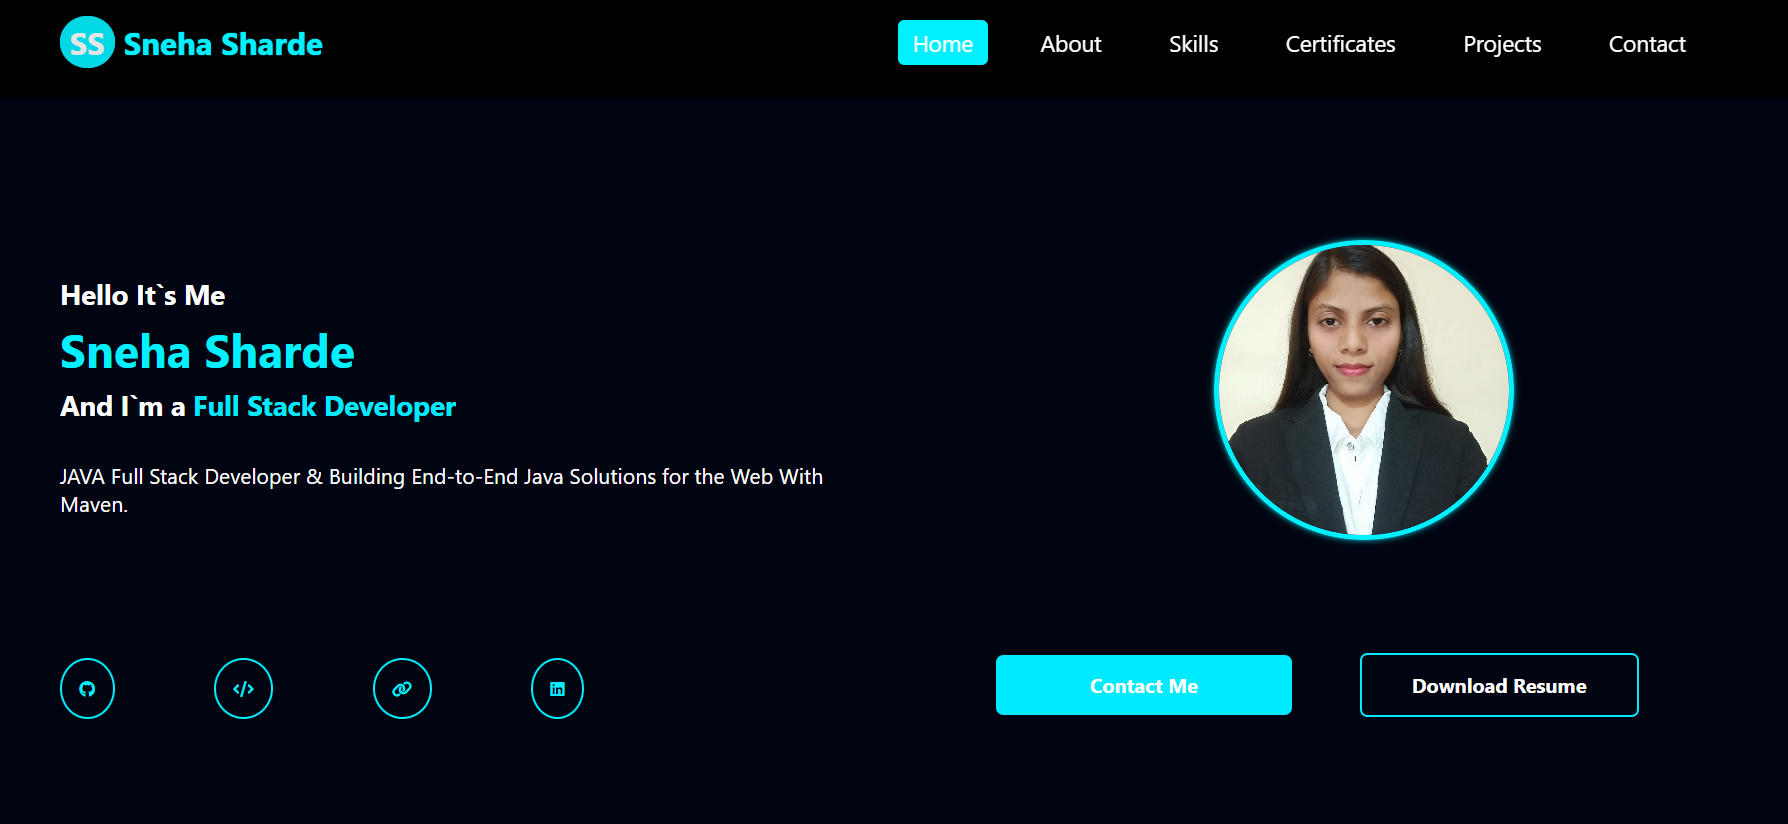 SS Sneha Sharde
Home About Skills Certificates Projects Contact
Hello It`s Me
Sneha Sharde
And I`m a Full Stack Developer
JAVA Full Stack Developer & Building End-to-End Java Solutions for the Web With
Maven.
Contact Me
Download Resume